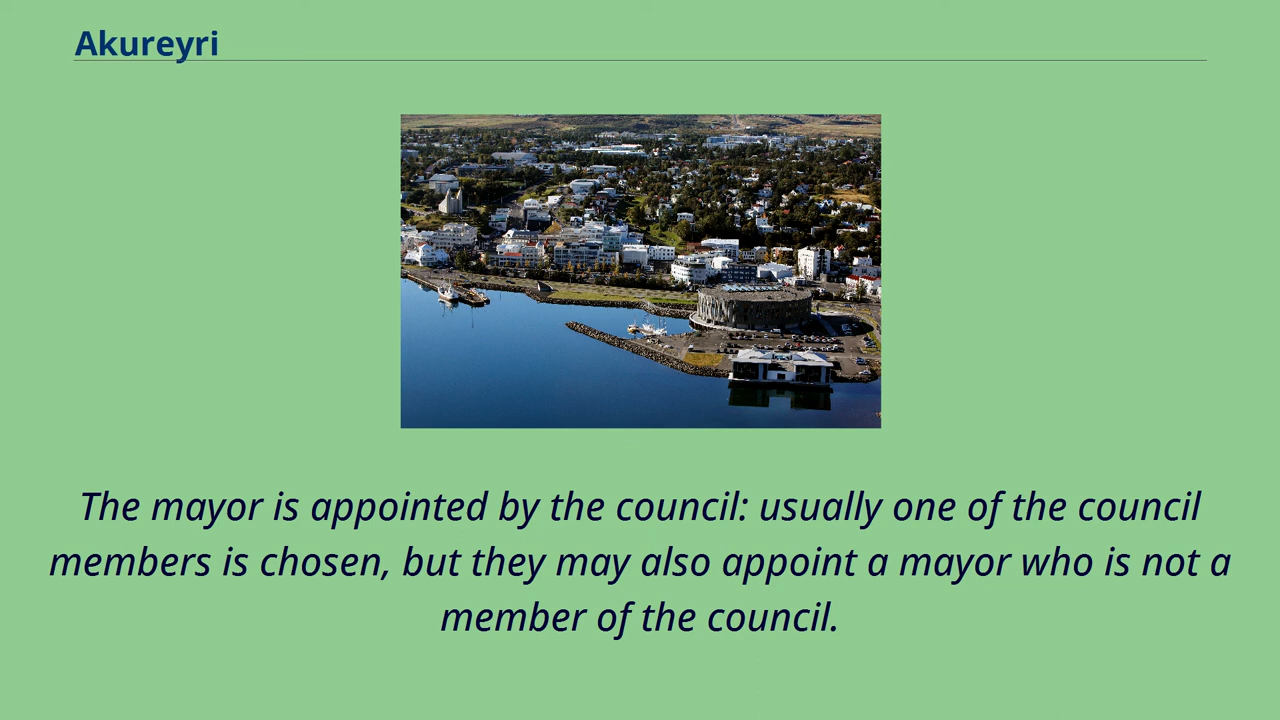 Akureyri
The mayor is appointed by the council: usually one of the council
members is chosen, but they may also appoint a mayor who is not a
member of the council.